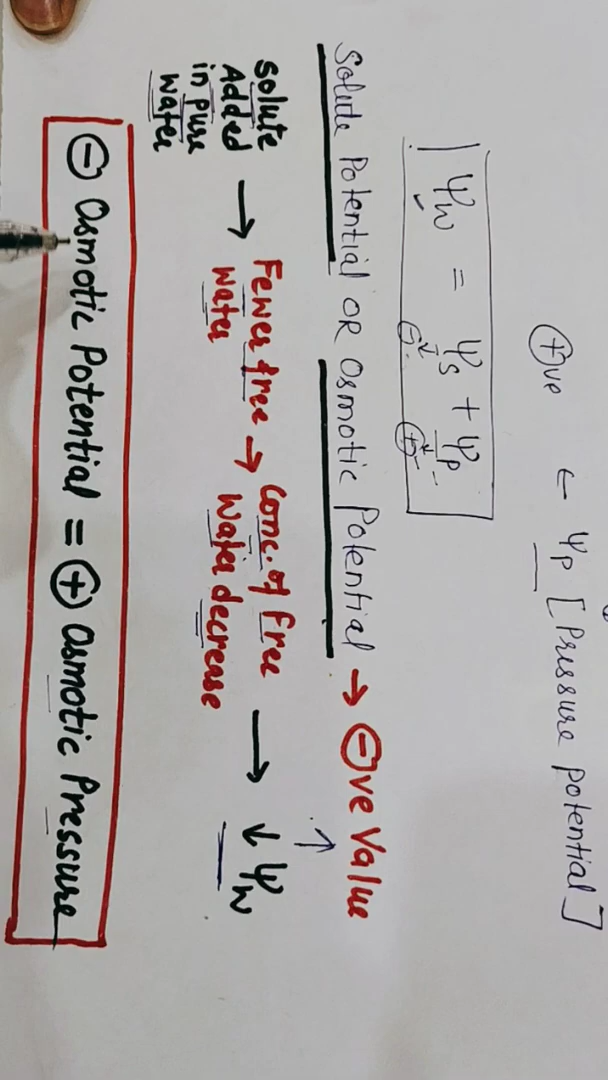 ⊕ve ← Ψp [Pressure potential]
Ψw = Ψs + Ψp
⊖ ⊕
Solute Potential OR Osmotic Potential → ⊖ve Value
Solute Added in pure water → Fewer free water → Conc. of free water decrease → ↓ Ψw
⊖ Osmotic Potential = ⊕ Osmotic Pressure